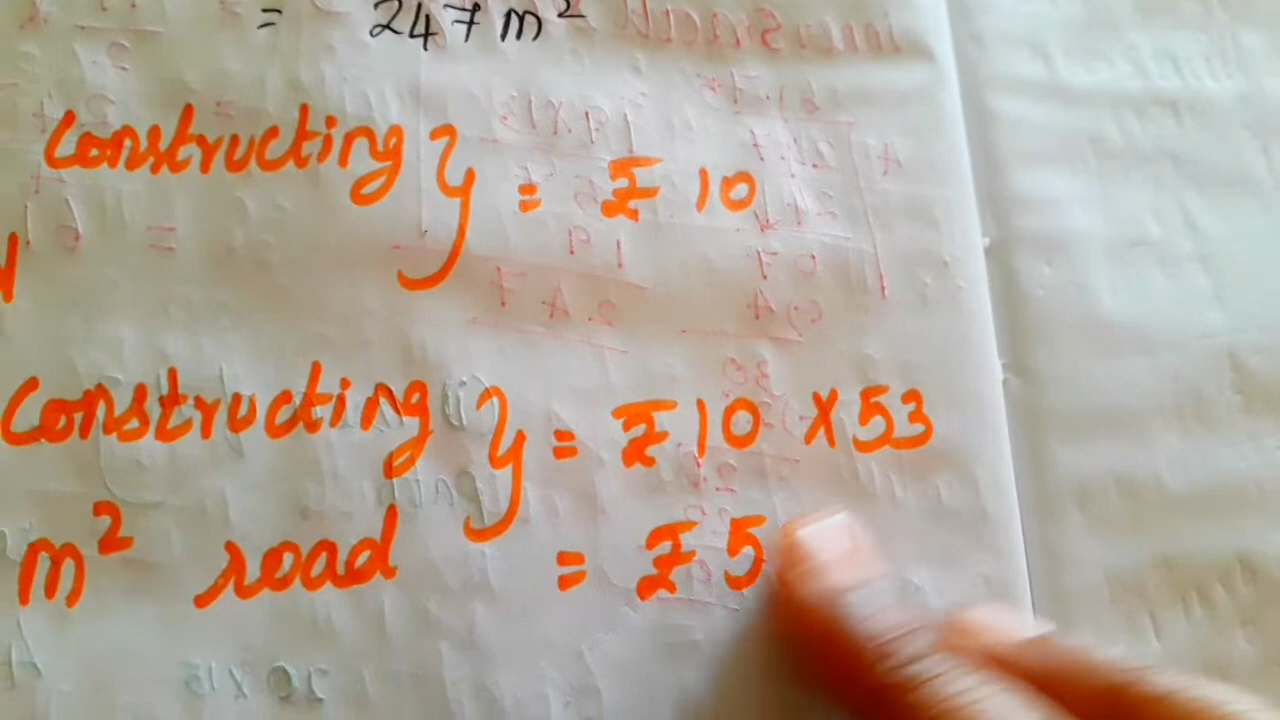 = 247 m²
Constructing } = ₹ 10
Constructing } = ₹ 10 × 53
m² road = ₹ 5